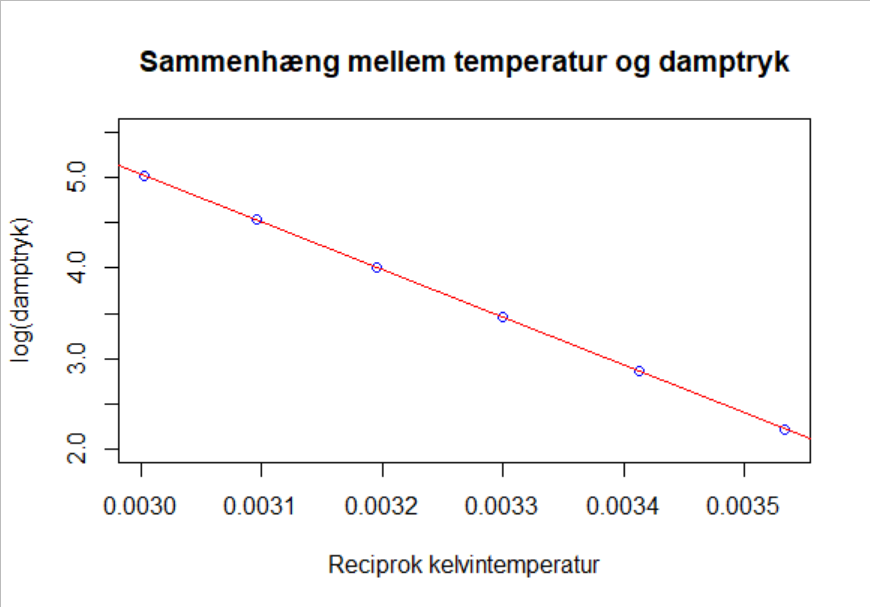 Sammenhæng mellem temperatur og damptryk
log(damptryk)
5.0
4.0
3.0
2.0
0.0030 0.0031 0.0032 0.0033 0.0034 0.0035
Reciprok kelvintemperatur